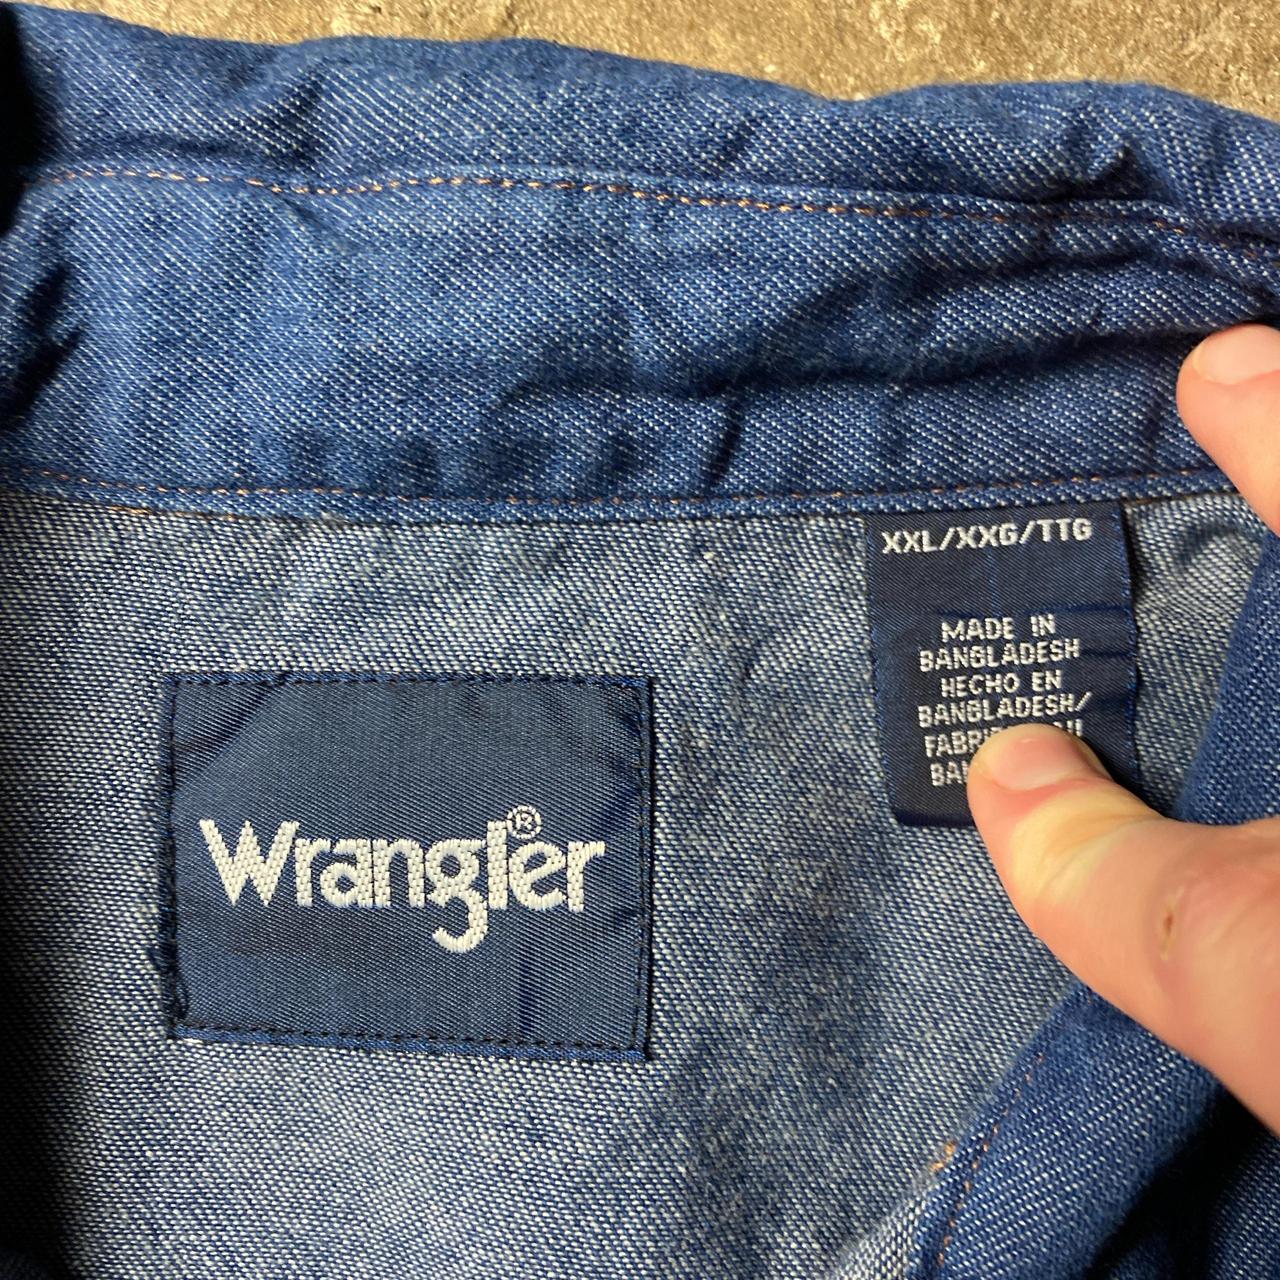 XXL/XXG/TTG
MADE IN
BANGLADESH
HECHO EN
BANGLADESH/
Wrangler®